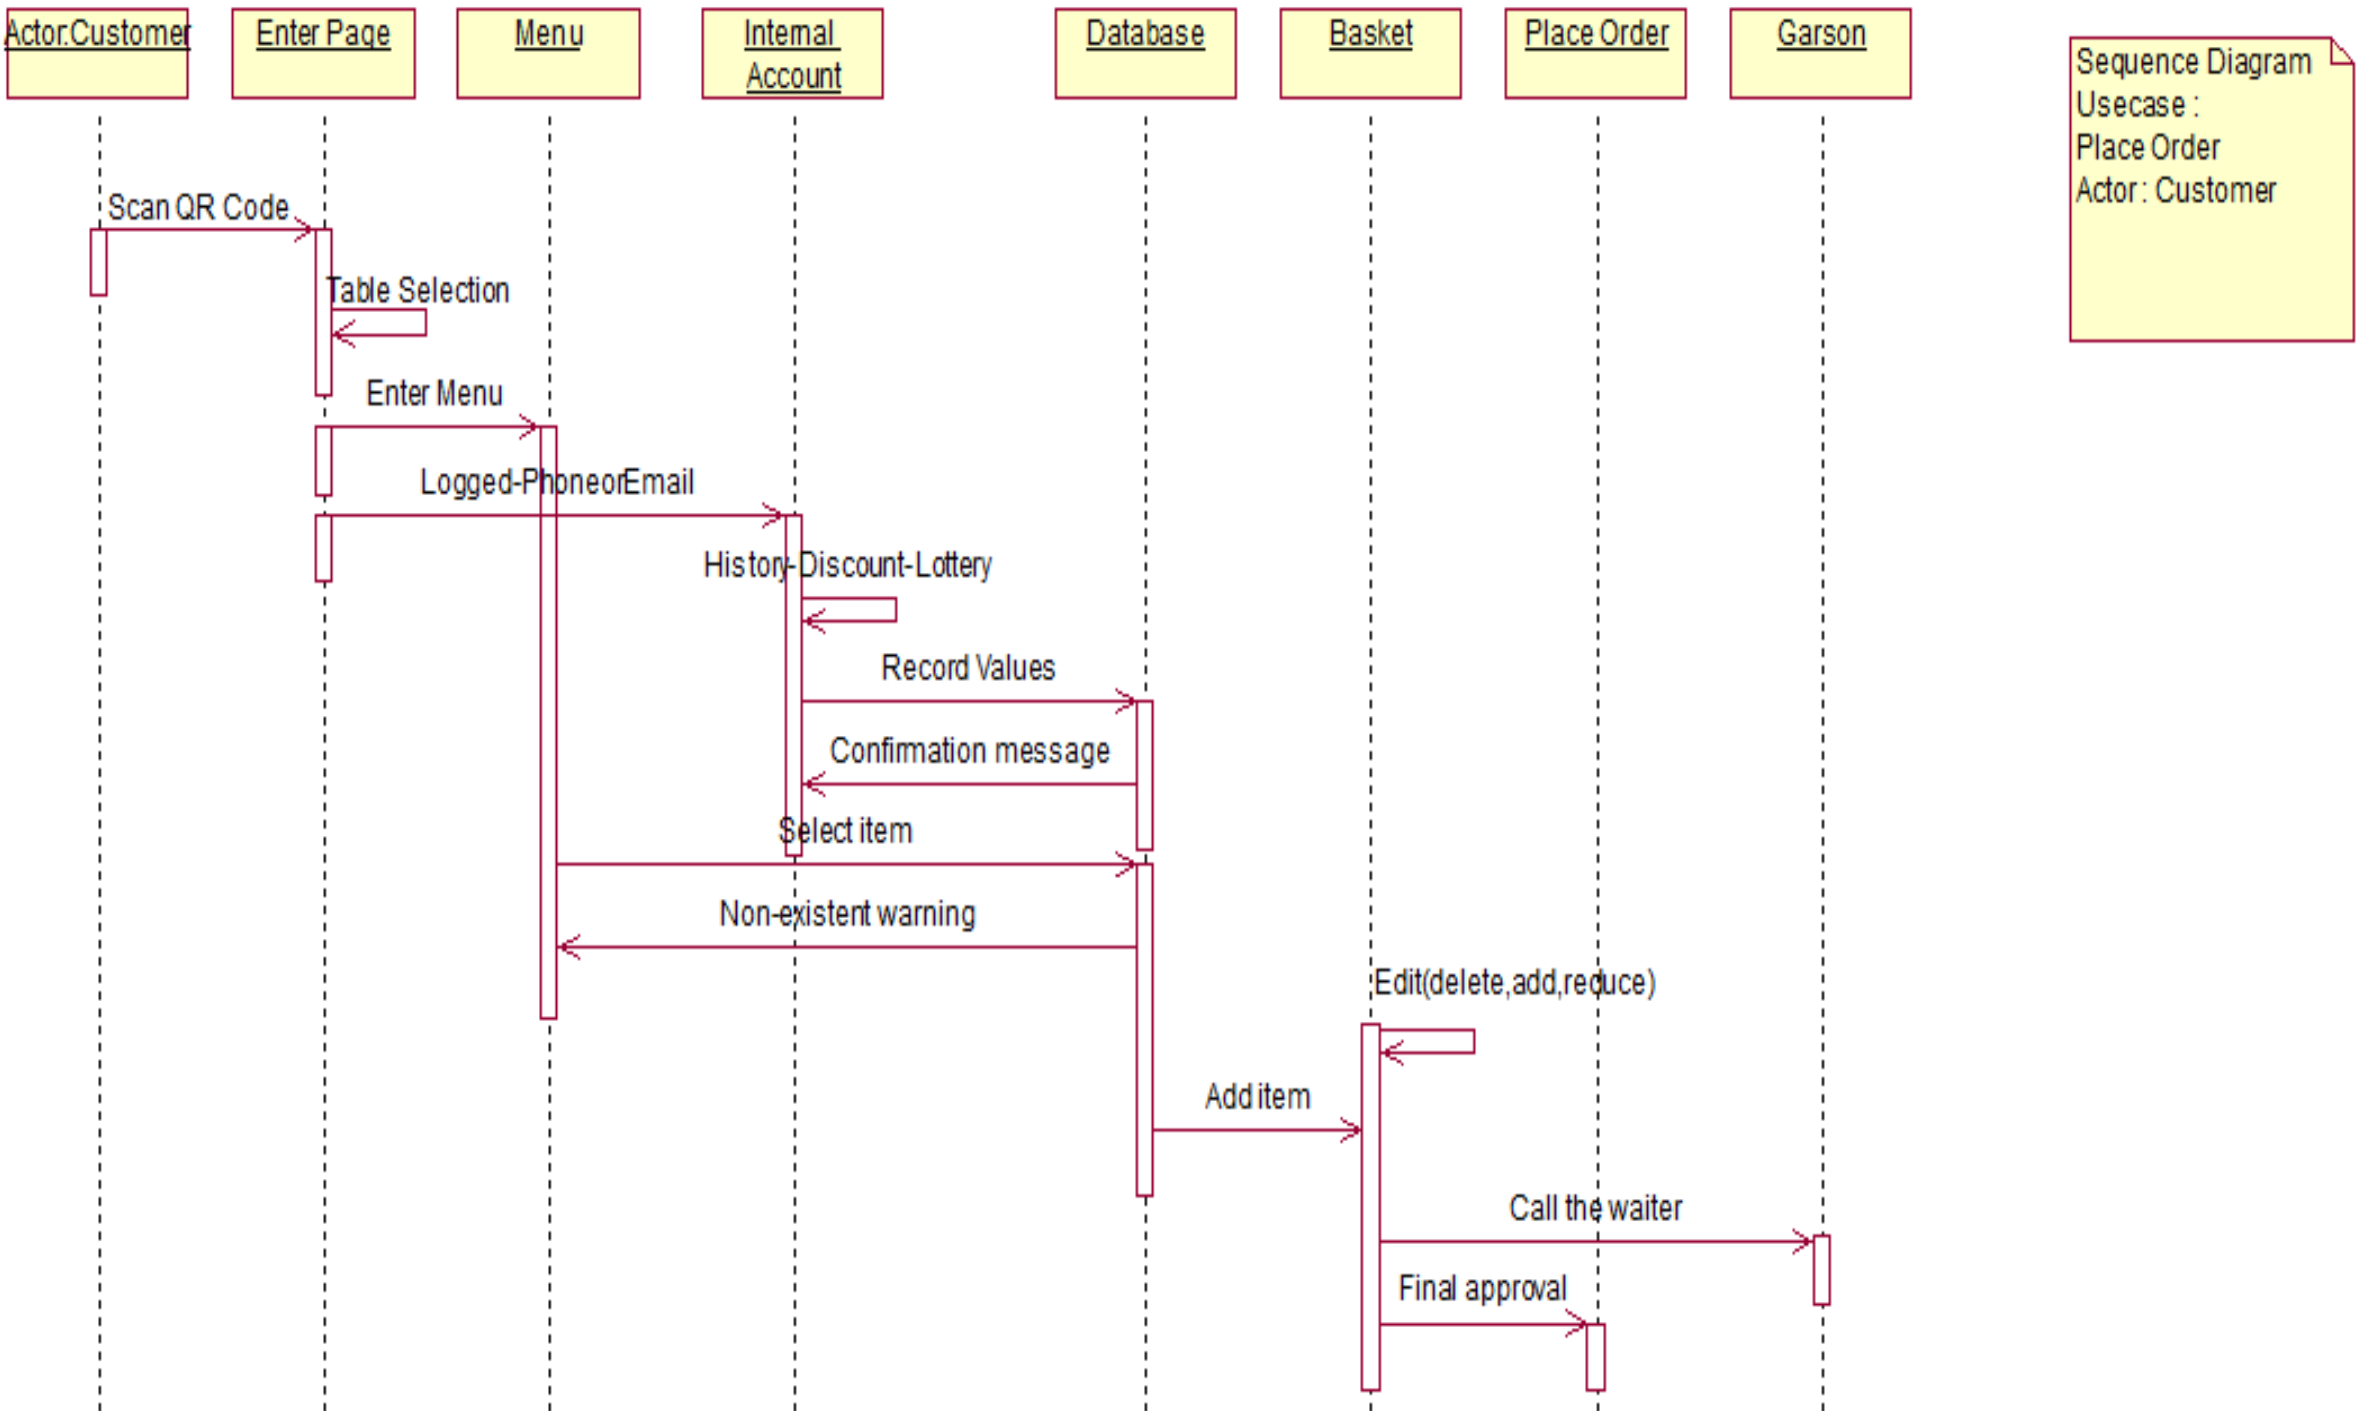 Actor:Customer
Enter Page
Menu
Internal
Account
Database
Basket
Place Order
Garson
Sequence Diagram
Usecase :
Place Order
Actor : Customer
Scan QR Code
Table Selection
Enter Menu
Logged-PhoneorEmail
History-Discount-Lottery
Record Values
Confirmation message
Select item
Non-existent warning
Edit(delete,add,reduce)
Add item
Call the waiter
Final approval